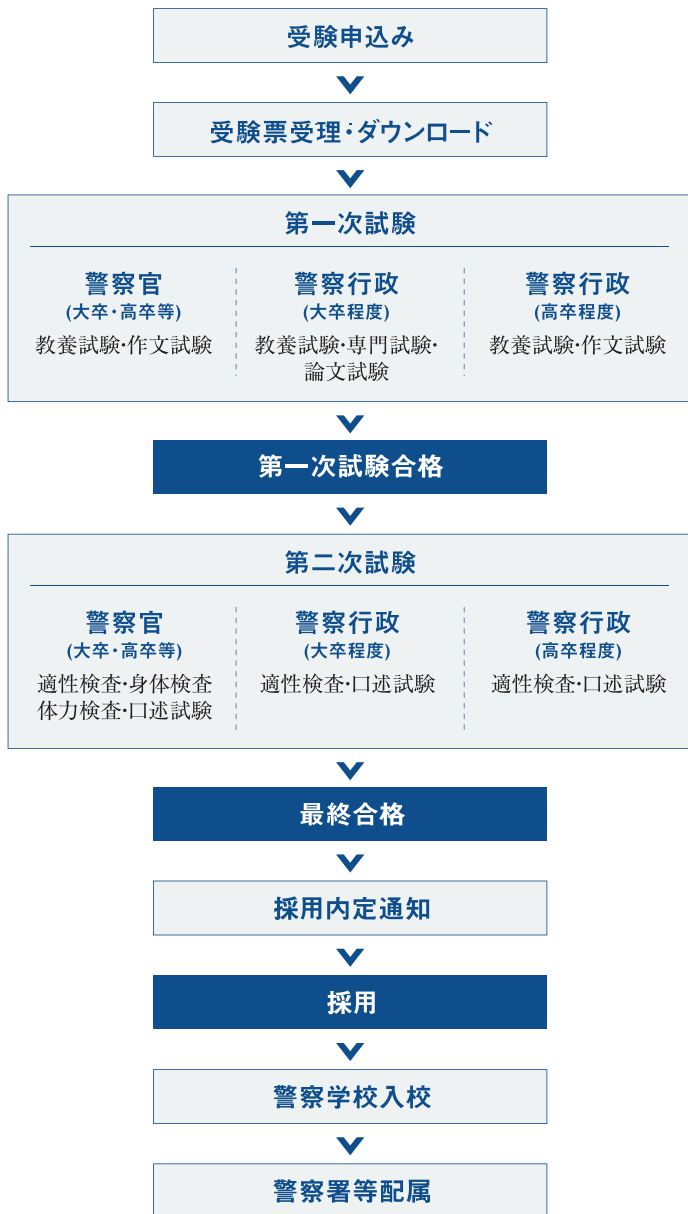 受験申込み
受験票受理・ダウンロード
第一次試験
警察官
(大卒・高卒等)
教養試験・作文試験
警察行政
(大卒程度)
教養試験・専門試験・
論文試験
警察行政
(高卒程度)
教養試験・作文試験
第一次試験合格
第二次試験
警察官
(大卒・高卒等)
適性検査・身体検査
体力検査・口述試験
警察行政
(大卒程度)
適性検査・口述試験
警察行政
(高卒程度)
適性検査・口述試験
最終合格
採用内定通知
採用
警察学校入校
警察署等配属